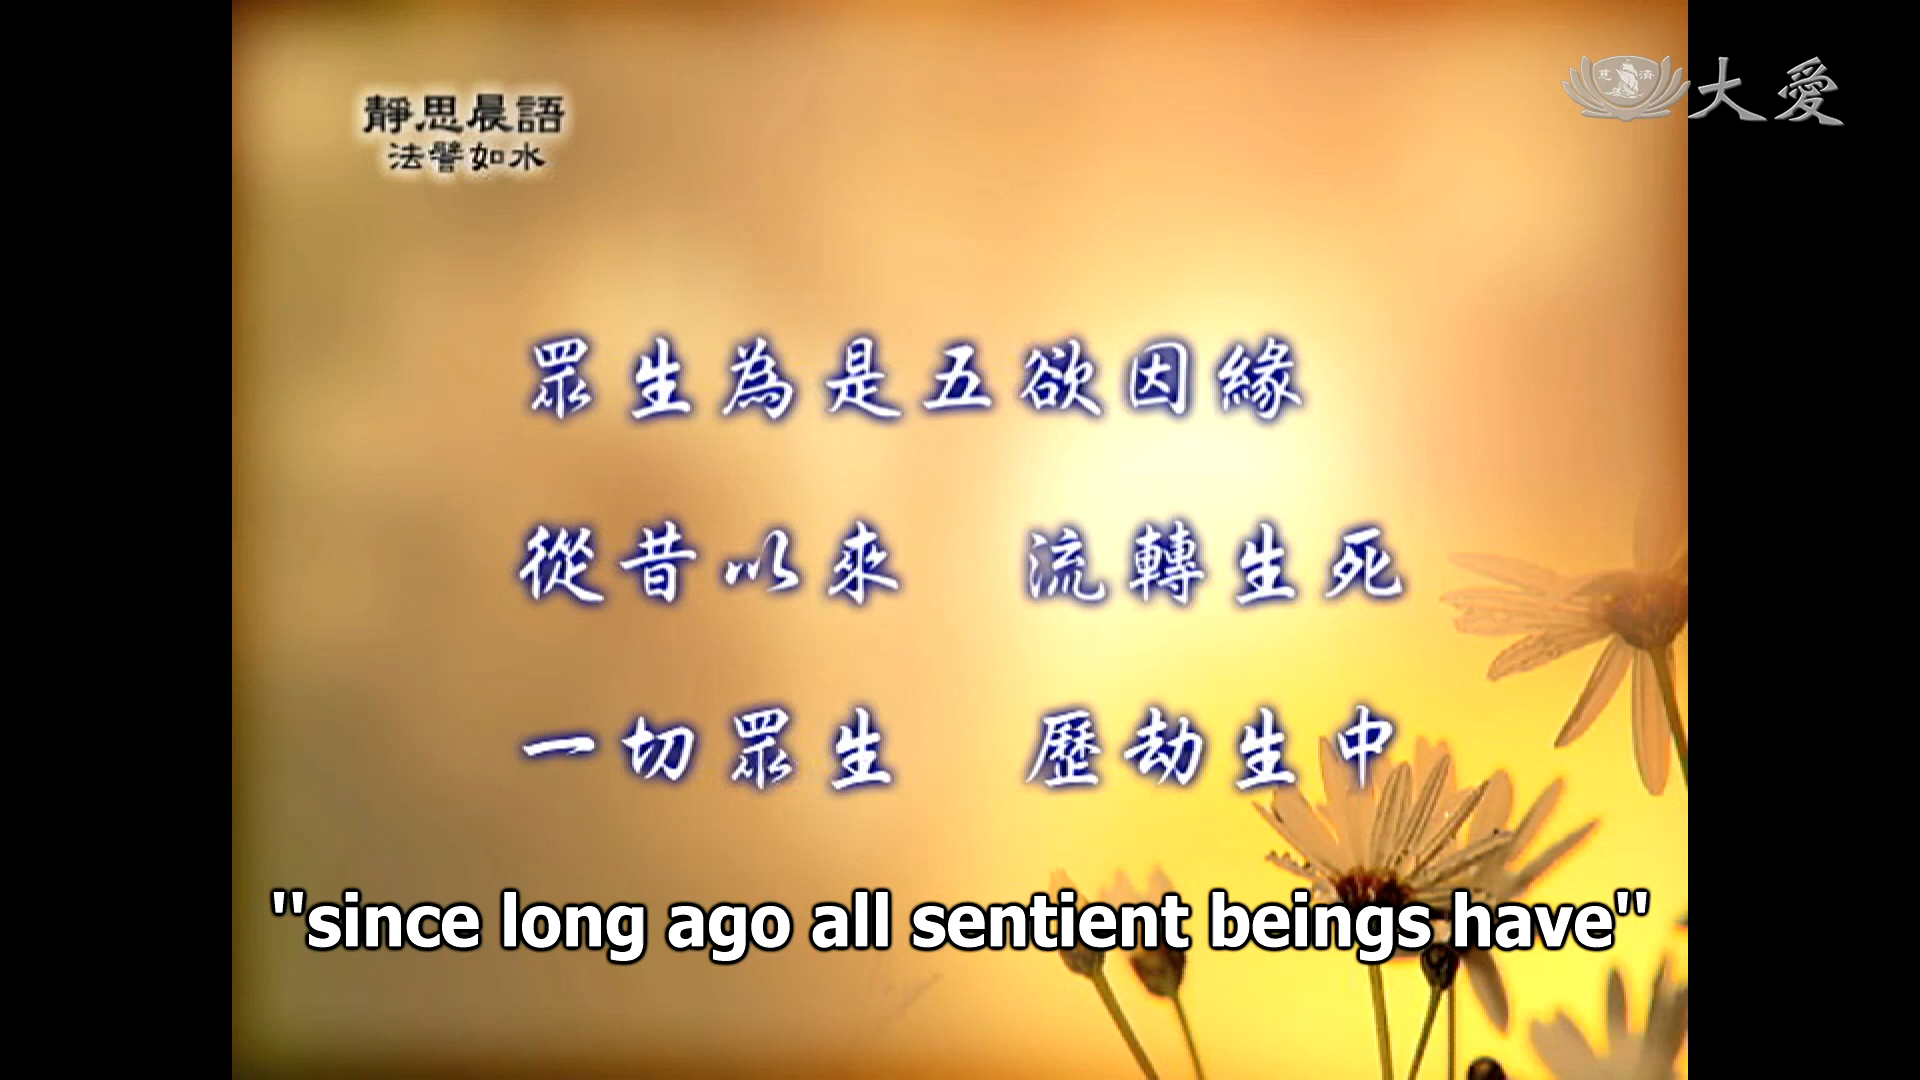 靜思晨語
法譬如水
慈濟
大愛
眾生為是五欲因緣
從昔以來 流轉生死
一切眾生 歷劫生中
"since long ago all sentient beings have"